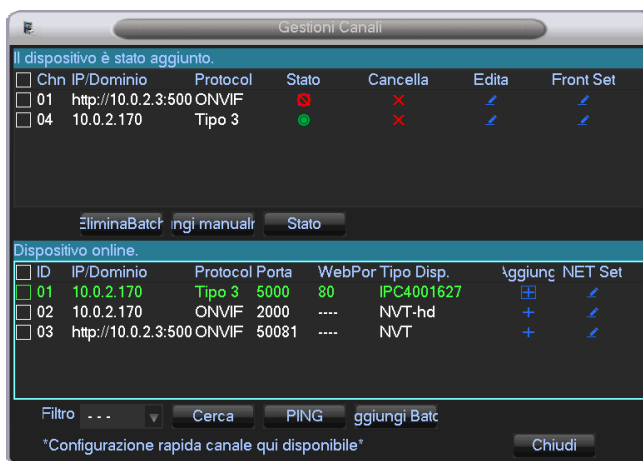 Gestioni Canali
Il dispositivo è stato aggiunto.
Chn IP/Dominio Protocol Stato Cancella Edita Front Set
01 http://10.0.2.3:500 ONVIF
04 10.0.2.170 Tipo 3
EliminaBatch ngi manualr Stato
Dispositivo online.
ID IP/Dominio Protocol Porta WebPor Tipo Disp. Aggiung NET Set
01 10.0.2.170 Tipo 3 5000 80 IPC4001627
02 10.0.2.170 ONVIF 2000 ---- NVT-hd
03 http://10.0.2.3:500 ONVIF 50081 ---- NVT
Filtro - - - Cerca PING ggiungi Batc
*Configurazione rapida canale qui disponibile* Chiudi